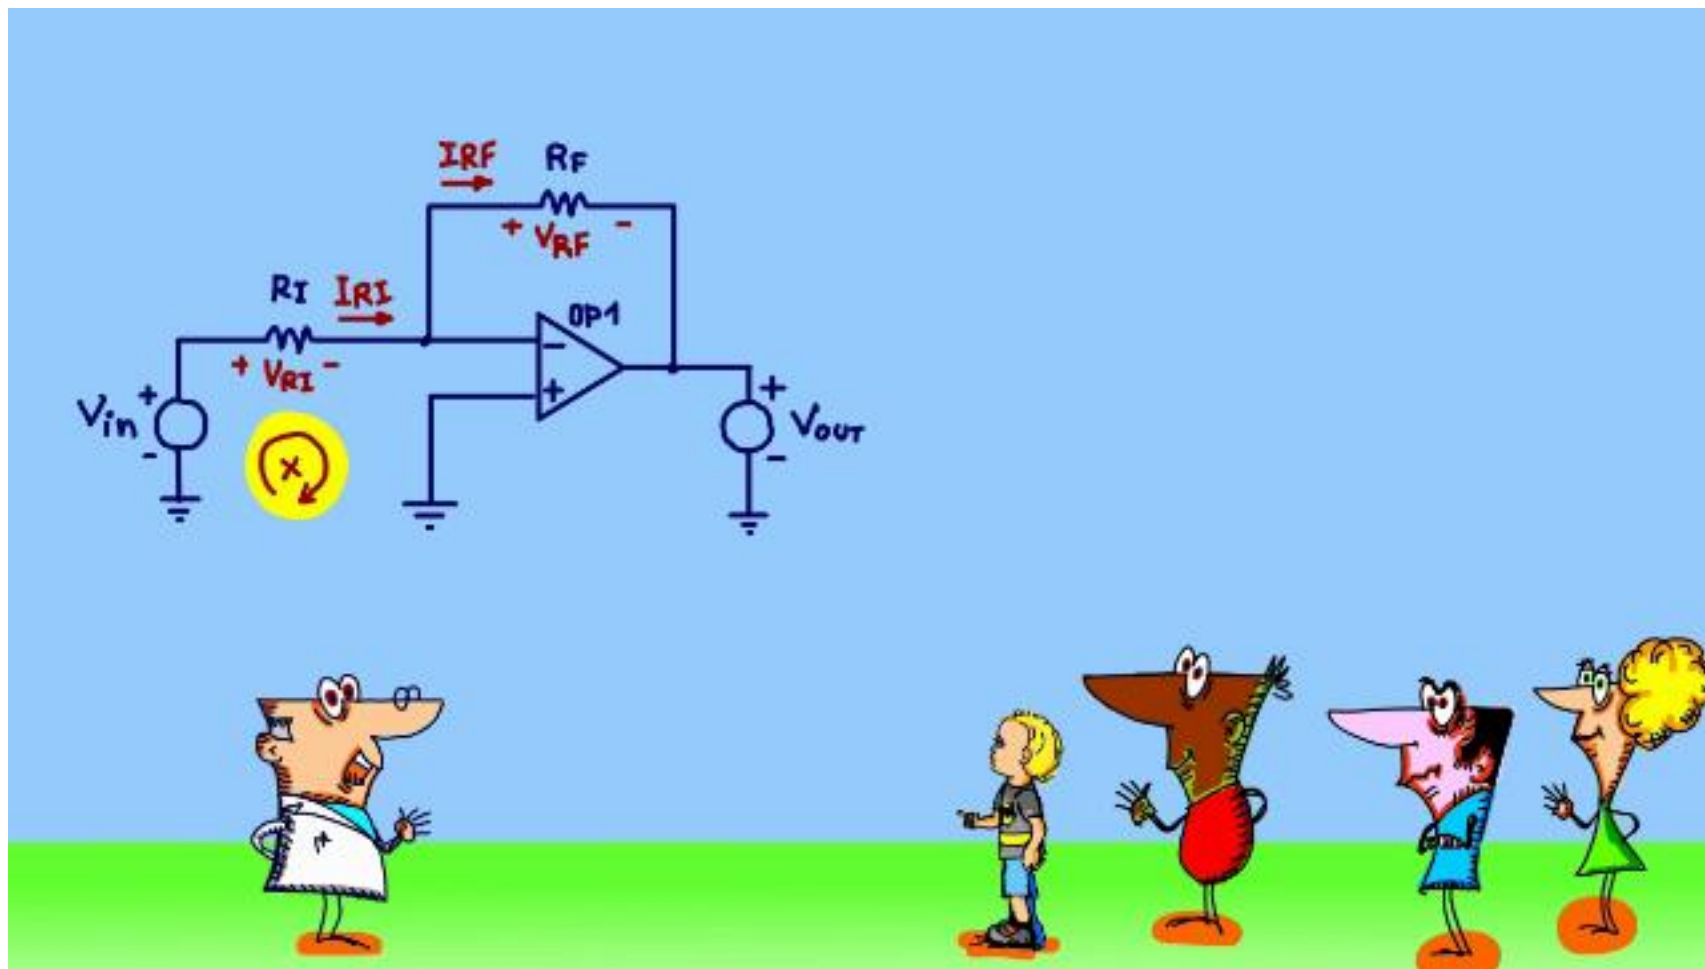 IRF
RF
+ VRF -
RI
IRI
OP1
+ VRI -
-
+
Vin
+
-
x
+
VOUT
-